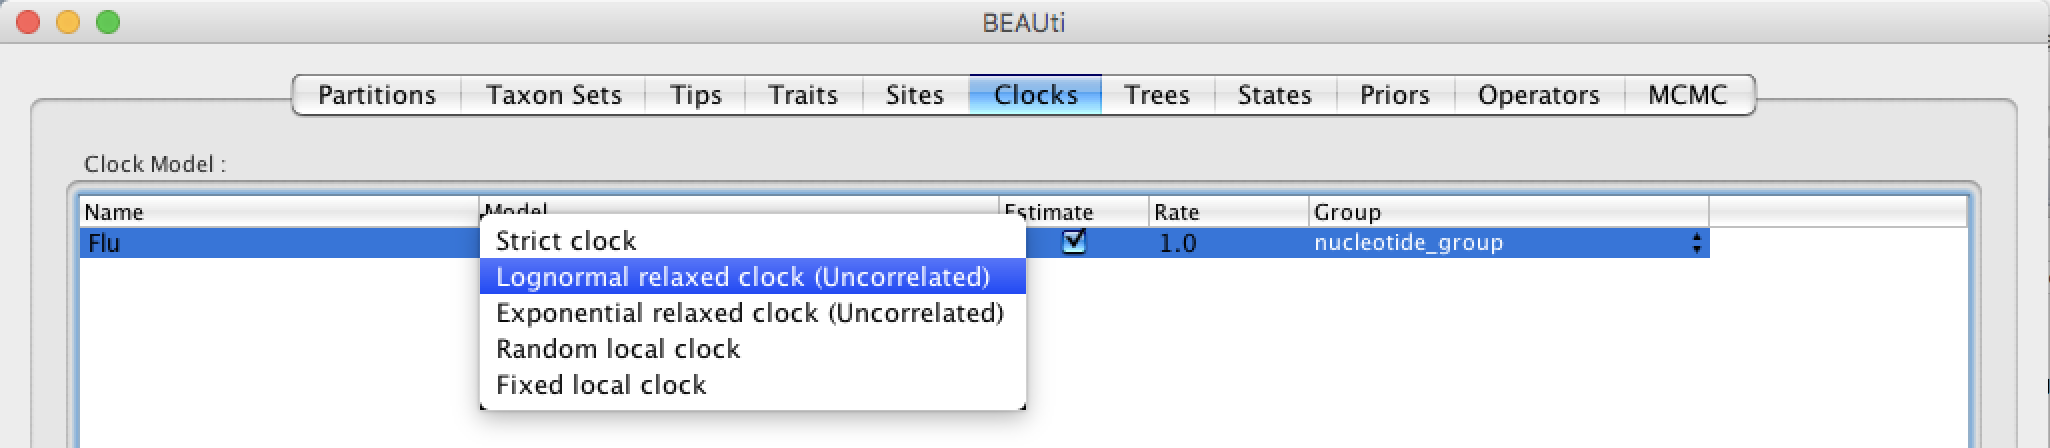 BEAUti
Partitions Taxon Sets Tips Traits Sites Clocks Trees States Priors Operators MCMC
Clock Model :
Name Model Estimate Rate Group
Flu 1.0 nucleotide_group
Strict clock
Lognormal relaxed clock (Uncorrelated)
Exponential relaxed clock (Uncorrelated)
Random local clock
Fixed local clock